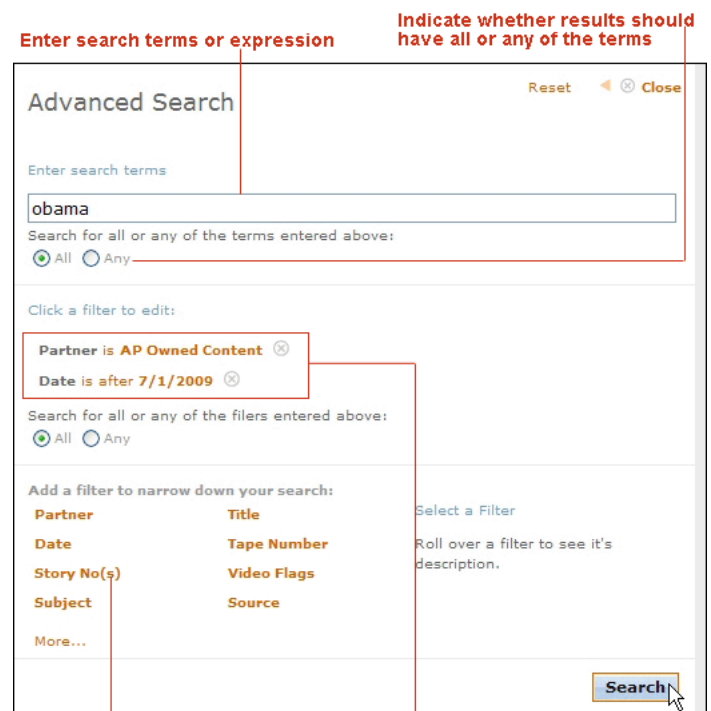 Indicate whether results should
Enter search terms or expression
have all or any of the terms
Advanced Search
Reset
Close
Enter search terms
obama
Search for all or any of the terms entered above:
All Any
Click a filter to edit:
Partner is AP Owned Content
Date is after 7/1/2009
Search for all or any of the filers entered above:
All Any
Add a filter to narrow down your search:
Partner Title
Select a Filter
Date Tape Number
Roll over a filter to see it's
description.
Story No(s) Video Flags
Subject Source
More...
Search